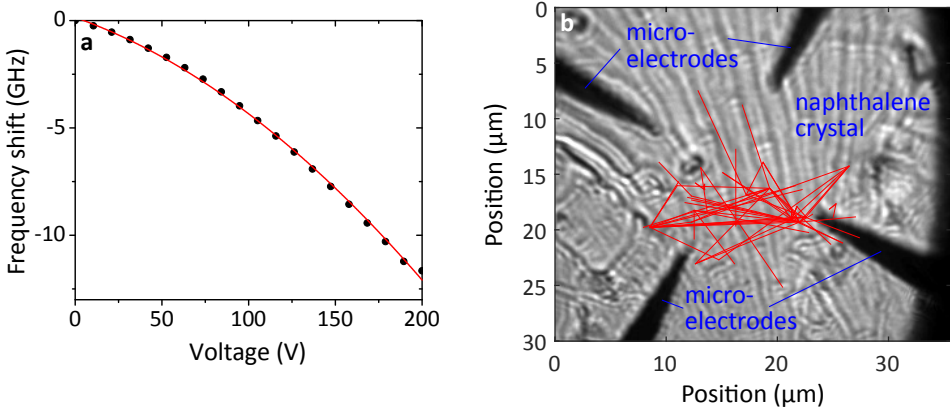 a
0
-5
-10
Frequency shift (GHz)
0
50
100
150
200
Voltage (V)
b
micro-
electrodes
naphthalene
crystal
micro-
electrodes
0
5
10
15
20
25
30
Position (μm)
0
10
20
30
Position (μm)